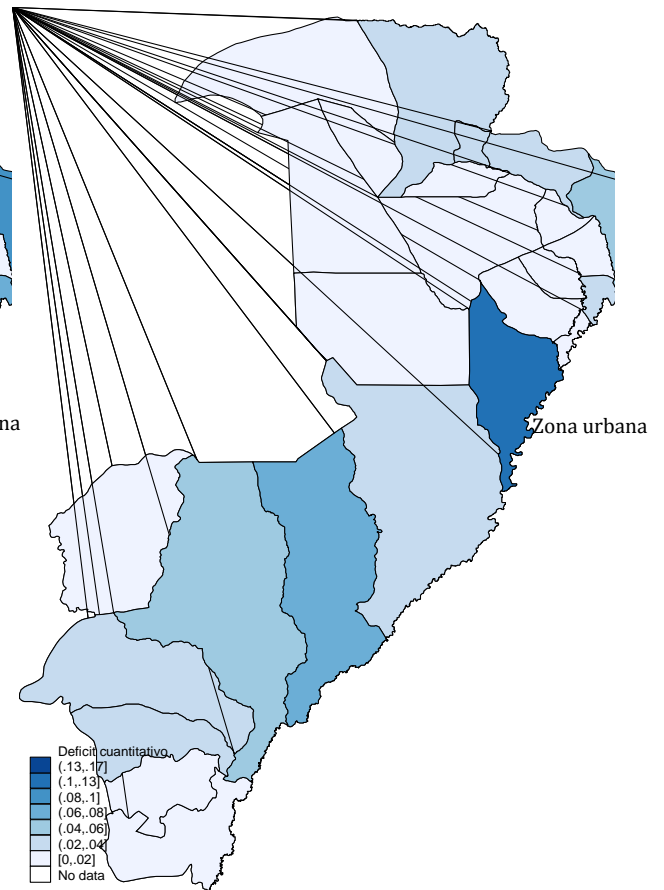 na
Zona urbana
Deficit cuantitativo
(.13,.17]
(.1,.13]
(.08,.1]
(.06,.08]
(.04,.06]
(.02,.04]
[0,.02]
No data